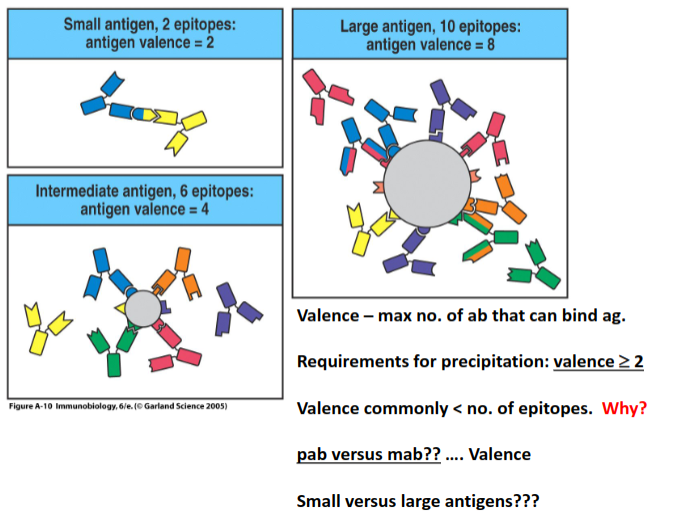 Small antigen, 2 epitopes:
antigen valence = 2
Intermediate antigen, 6 epitopes:
antigen valence = 4
Figure A-10 Immunobiology, 6/e. (© Garland Science 2005)
Large antigen, 10 epitopes:
antigen valence = 8
Valence – max no. of ab that can bind ag.
Requirements for precipitation: valence ≥ 2
Valence commonly < no. of epitopes. Why?
pab versus mab?? .... Valence
Small versus large antigens???